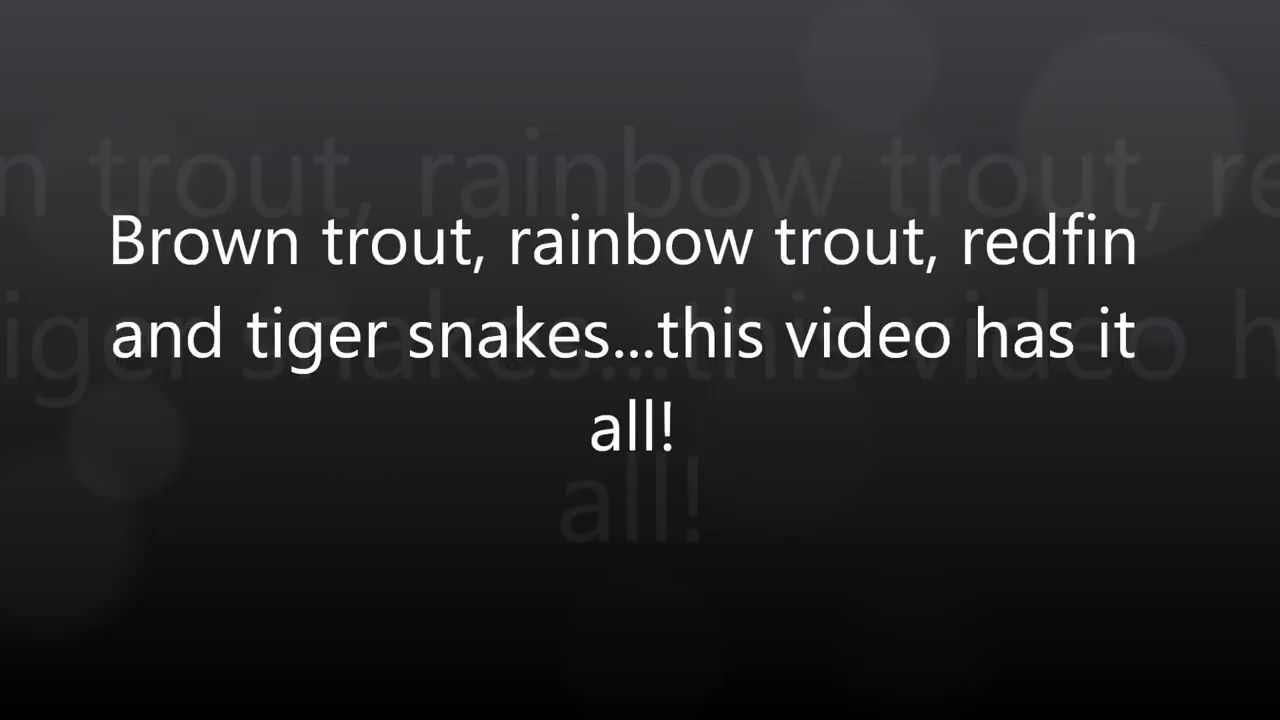 Brown trout, rainbow trout, redfin
and tiger snakes...this video has it
all!